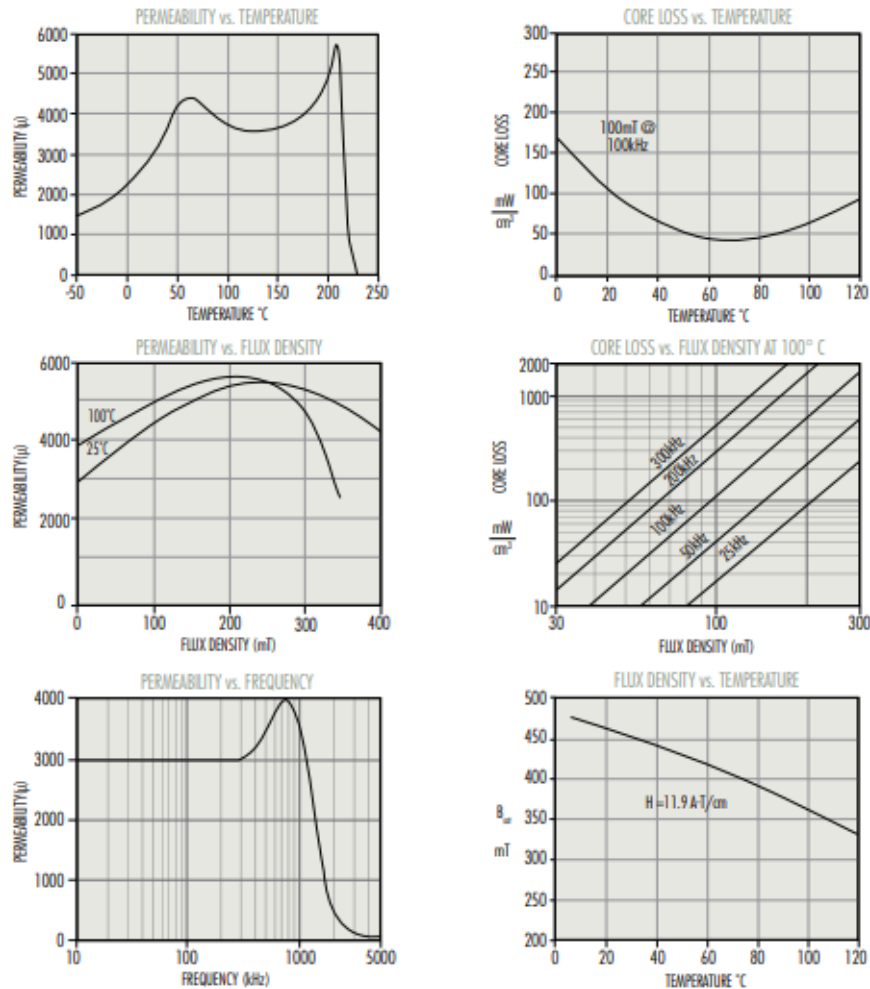 PERMEABILITY vs. TEMPERATURE
6000
5000
4000
3000
2000
1000
0
PERMEABILITY (µ)
-50
0
50
100
150
200
250
TEMPERATURE °C
CORE LOSS vs. TEMPERATURE
300
250
200
150
100
50
0
CORE LOSS
mW
cm³
100mT @
100kHz
0
20
40
60
80
100
120
TEMPERATURE °C
PERMEABILITY vs. FLUX DENSITY
6000
4000
2000
0
PERMEABILITY(µ)
100°C
25°C
0
100
200
300
400
FLUX DENSITY (mT)
CORE LOSS vs. FLUX DENSITY AT 100° C
2000
1000
100
10
CORE LOSS
mW
cm³
300kHz
200kHz
100kHz
50kHz
25kHz
30
100
300
FLUX DENSITY (mT)
PERMEABILITY vs. FREQUENCY
4000
3000
2000
1000
0
PERMEABILITY(µ)
10
100
1000
5000
FREQUENCY (kHz)
FLUX DENSITY vs. TEMPERATURE
500
450
400
350
300
250
200
B
mT
H =11.9 A·T/cm
0
20
40
60
80
100
120
TEMPERATURE °C